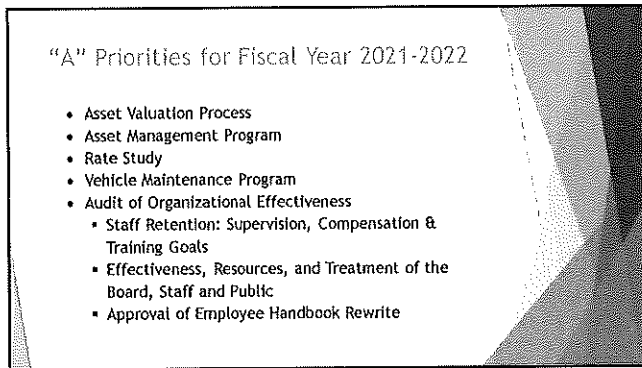 "A" Priorities for Fiscal Year 2021-2022
• Asset Valuation Process
• Asset Management Program
• Rate Study
• Vehicle Maintenance Program
• Audit of Organizational Effectiveness
▪ Staff Retention: Supervision, Compensation &
Training Goals
▪ Effectiveness, Resources, and Treatment of the
Board, Staff and Public
▪ Approval of Employee Handbook Rewrite